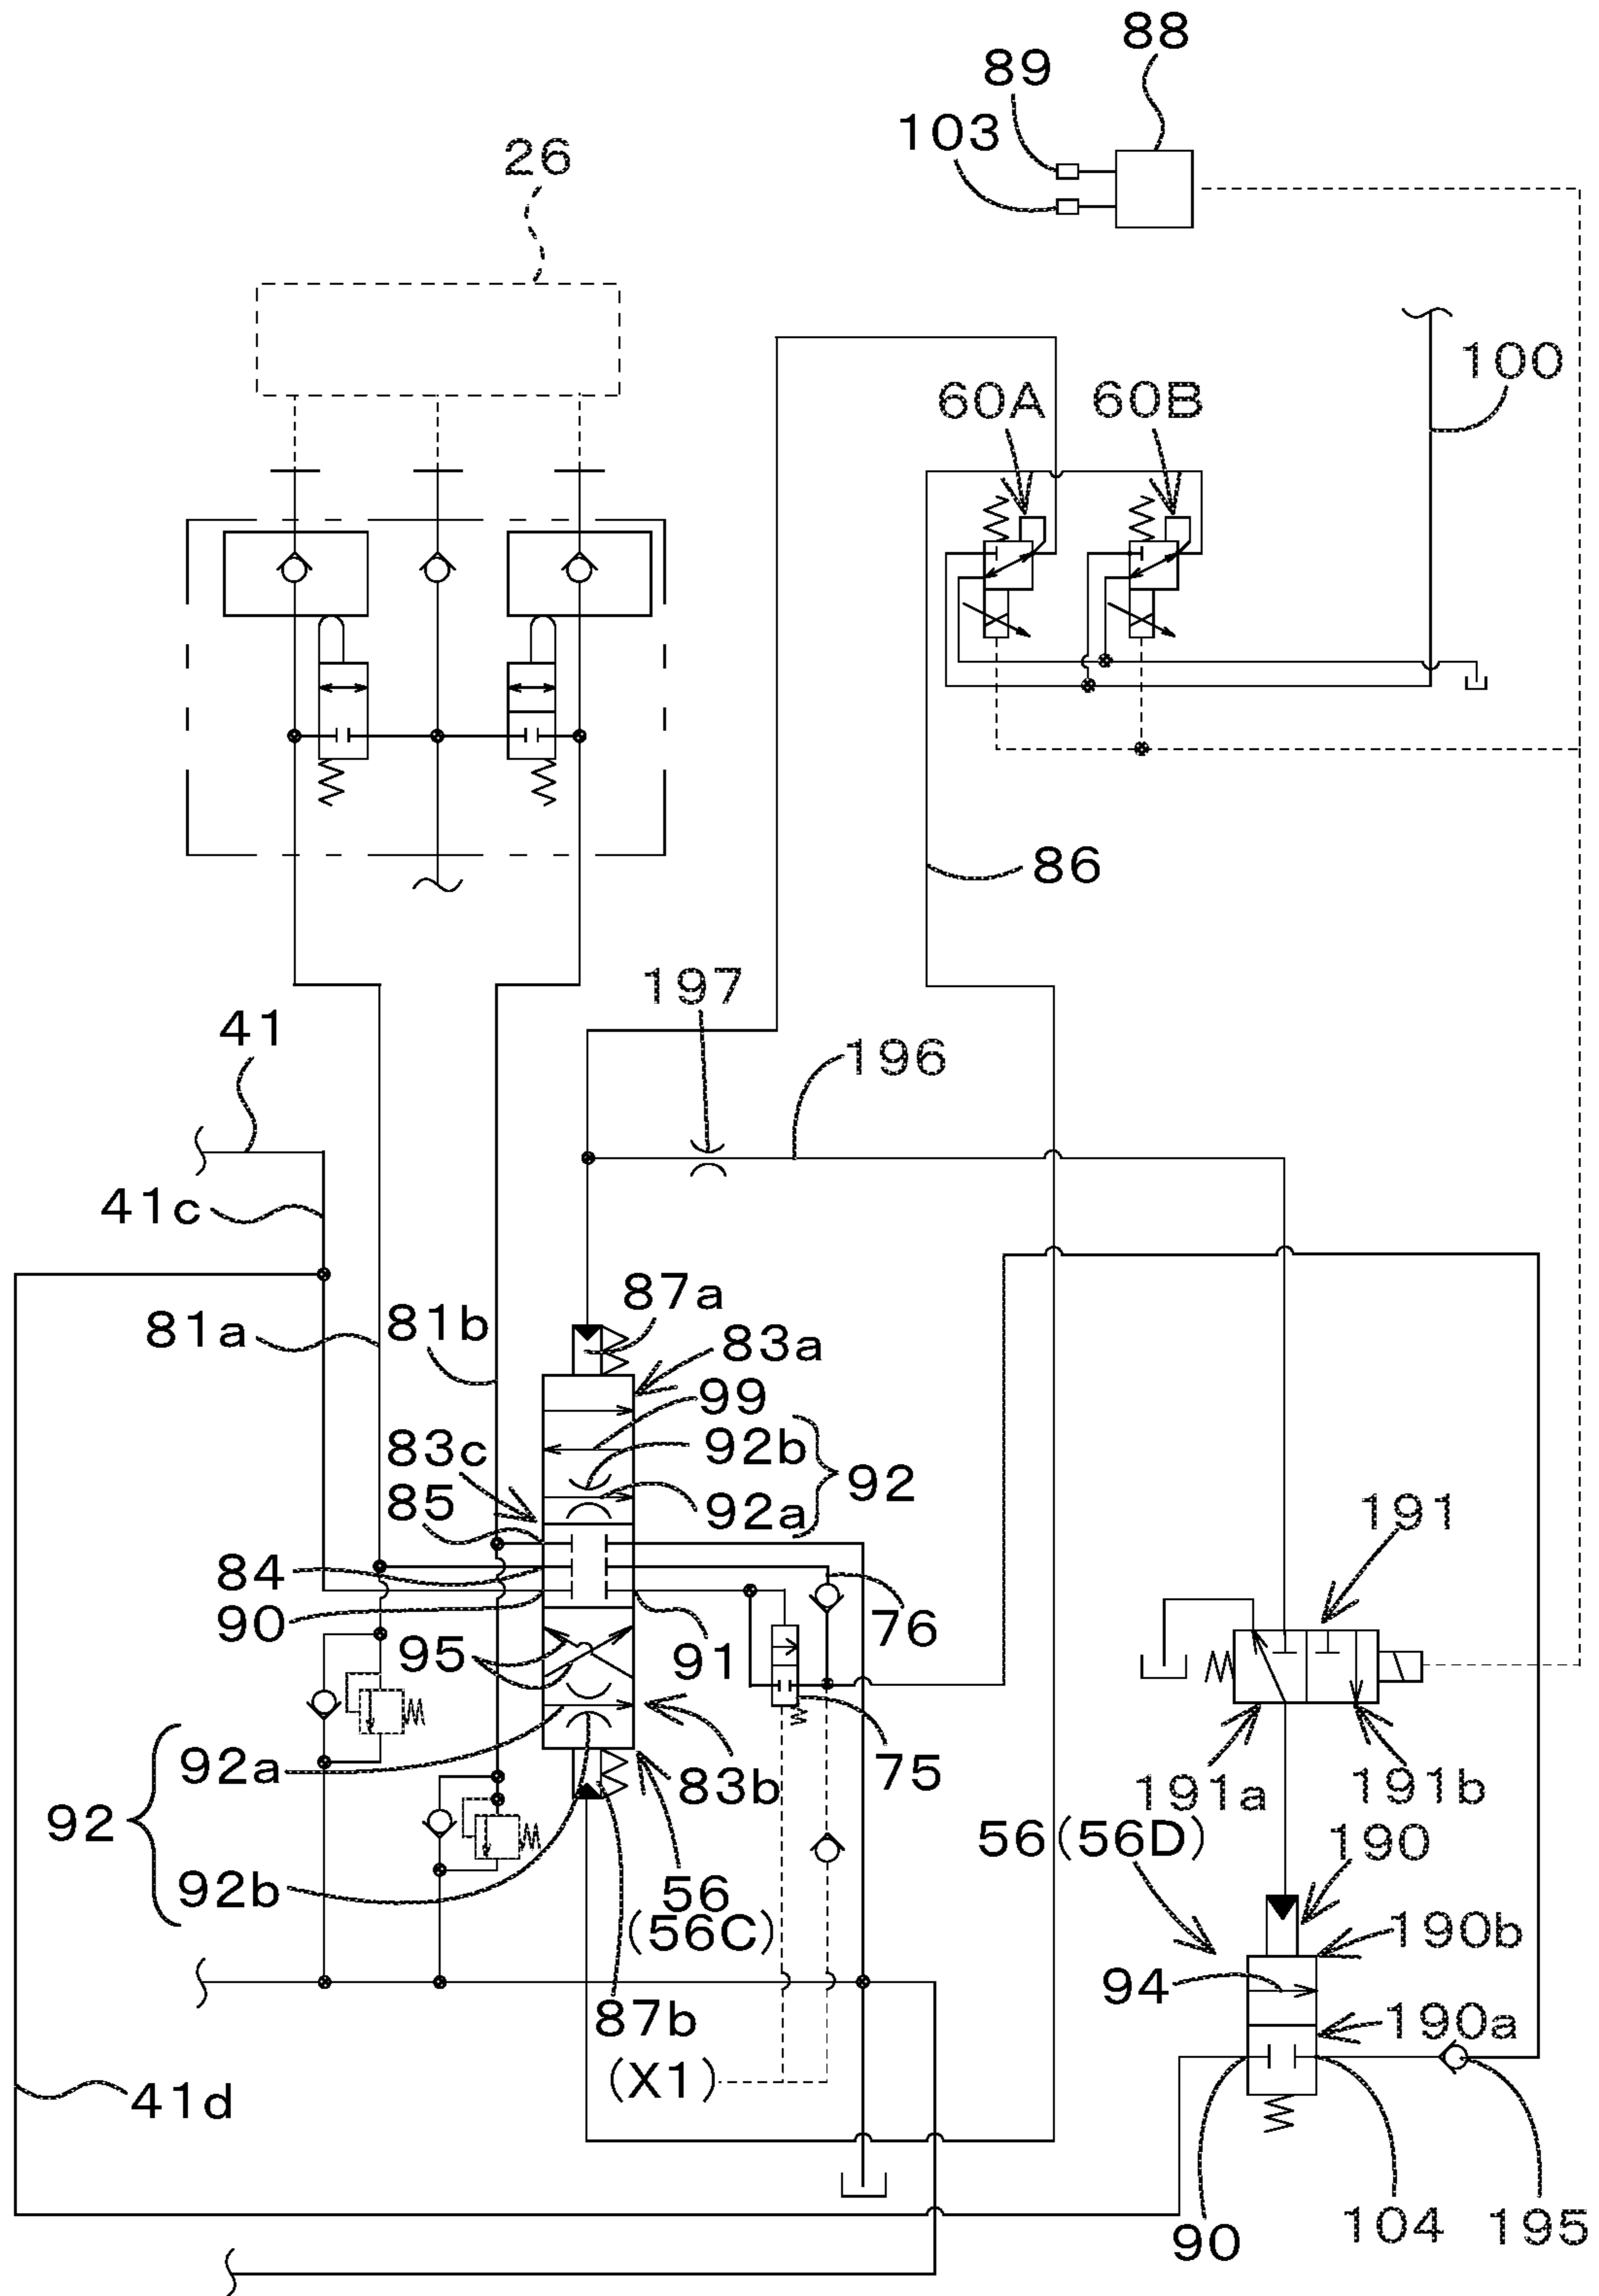 88
89
103
26
100
60A 60B
86
197
41
196
41c
87a
81a 81b
83a
99
83c 92b
92
85 92a
191
84
90 76
95 91
92a 83b 75
191a 191b
92 56(56D) 190
92b 56
(56C) 190b
94
87b 190a
(X1)
41d
90 104 195